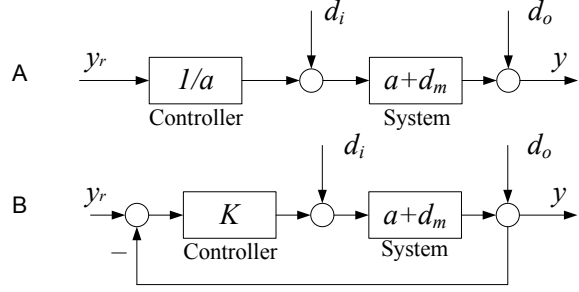 d_i d_o
A y_r 1/a a+d_m y
Controller System
d_i d_o
B y_r K a+d_m y
− Controller System